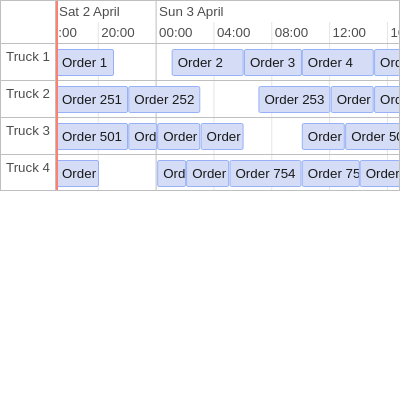 Sat 2 April Sun 3 April
:00 20:00 00:00 04:00 08:00 12:00
Truck 1 Order 1 Order 2 Order 3 Order 4 Ord
Truck 2 Order 251 Order 252 Order 253 Order Ord
Truck 3 Order 501 Ord Order Order Order Order 50
Truck 4 Order Ord Order Order 754 Order 75 Order